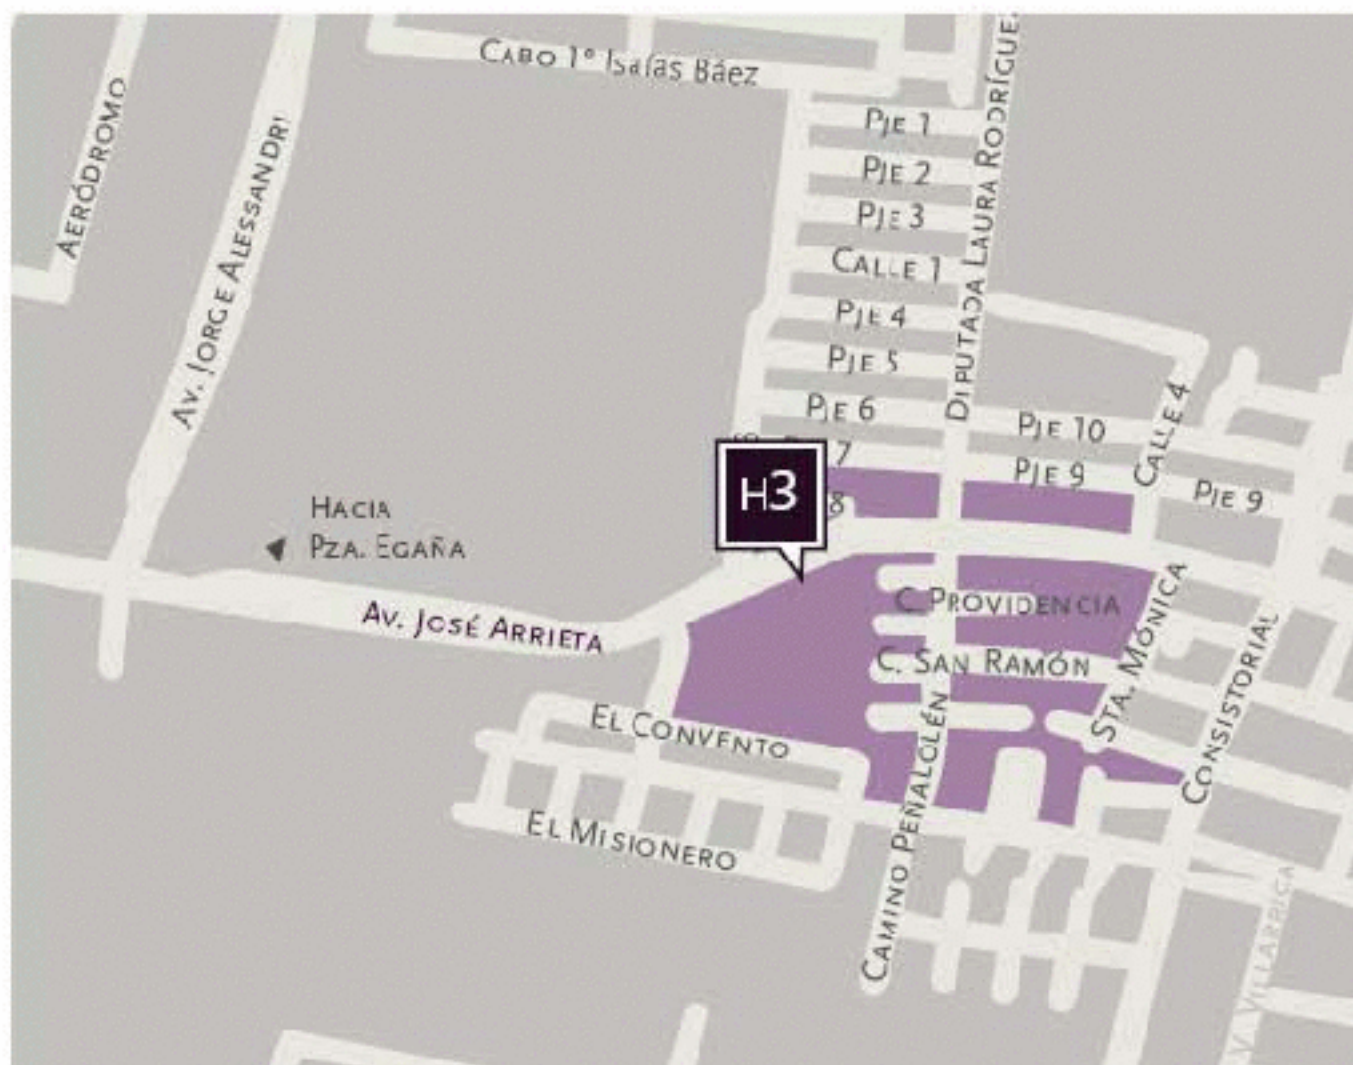 Cabo 1° Isaías Báez
Pje 1
Pje 2
Pje 3
Calle 1
Pje 4
Pje 5
Pje 6
Pje 10
7
Pje 9
Pje 9
8
H3
Aeródromo
Av. Jorge Alessandri
Diputada Laura
Calle 4
Hacia
Pza. Egaña
Av. José Arrieta
C. Providencia
C. San Ramón
Sta. Mónica
Consistorial
El Convento
El Misionero
Camino Peñalolén
V. Villarrica